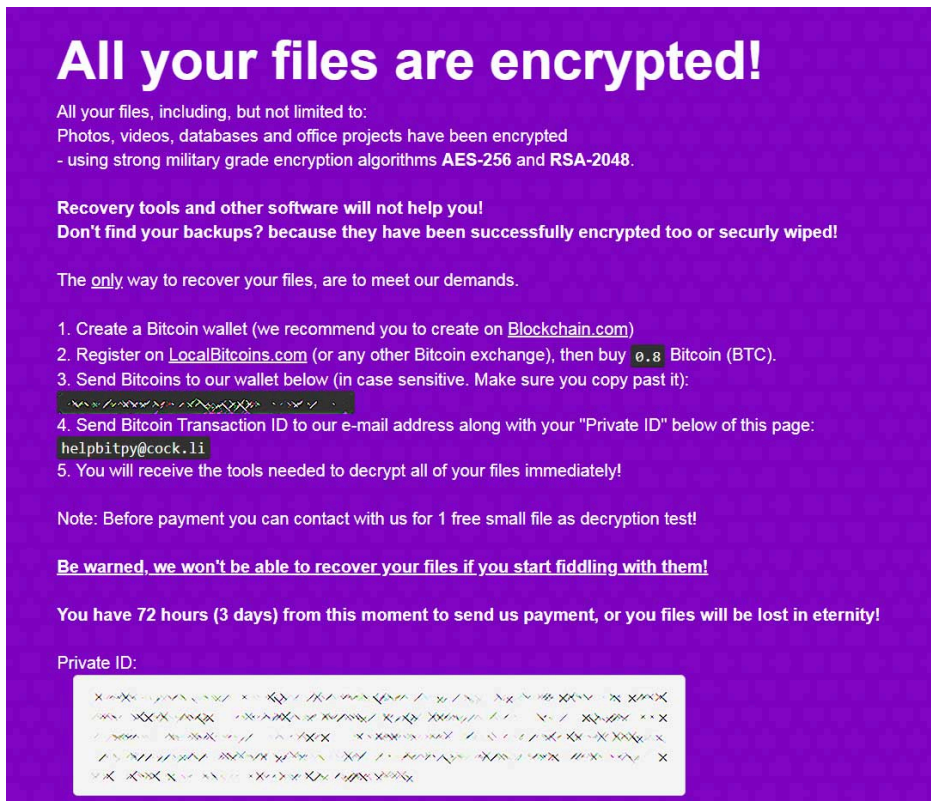 All your files are encrypted!
All your files, including, but not limited to:
Photos, videos, databases and office projects have been encrypted
- using strong military grade encryption algorithms AES-256 and RSA-2048.
Recovery tools and other software will not help you!
Don't find your backups? because they have been successfully encrypted too or securly wiped!
The only way to recover your files, are to meet our demands.
1. Create a Bitcoin wallet (we recommend you to create on Blockchain.com)
2. Register on LocalBitcoins.com (or any other Bitcoin exchange), then buy 0.8 Bitcoin (BTC).
3. Send Bitcoins to our wallet below (in case sensitive. Make sure you copy past it):
4. Send Bitcoin Transaction ID to our e-mail address along with your "Private ID" below of this page:
helpbitpy@cock.li
5. You will receive the tools needed to decrypt all of your files immediately!
Note: Before payment you can contact with us for 1 free small file as decryption test!
Be warned, we won't be able to recover your files if you start fiddling with them!
You have 72 hours (3 days) from this moment to send us payment, or you files will be lost in eternity!
Private ID: